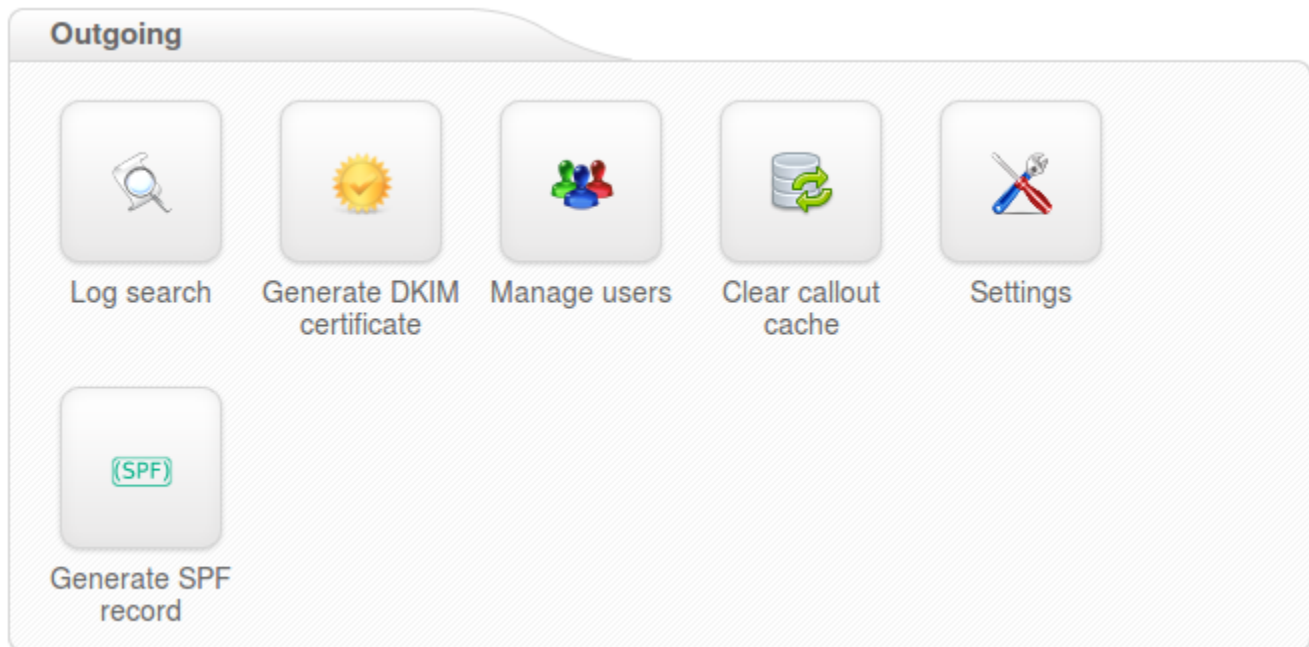 Outgoing
Log search
Generate DKIM
certificate
Manage users
Clear callout
cache
Settings
(SPF)
Generate SPF
record